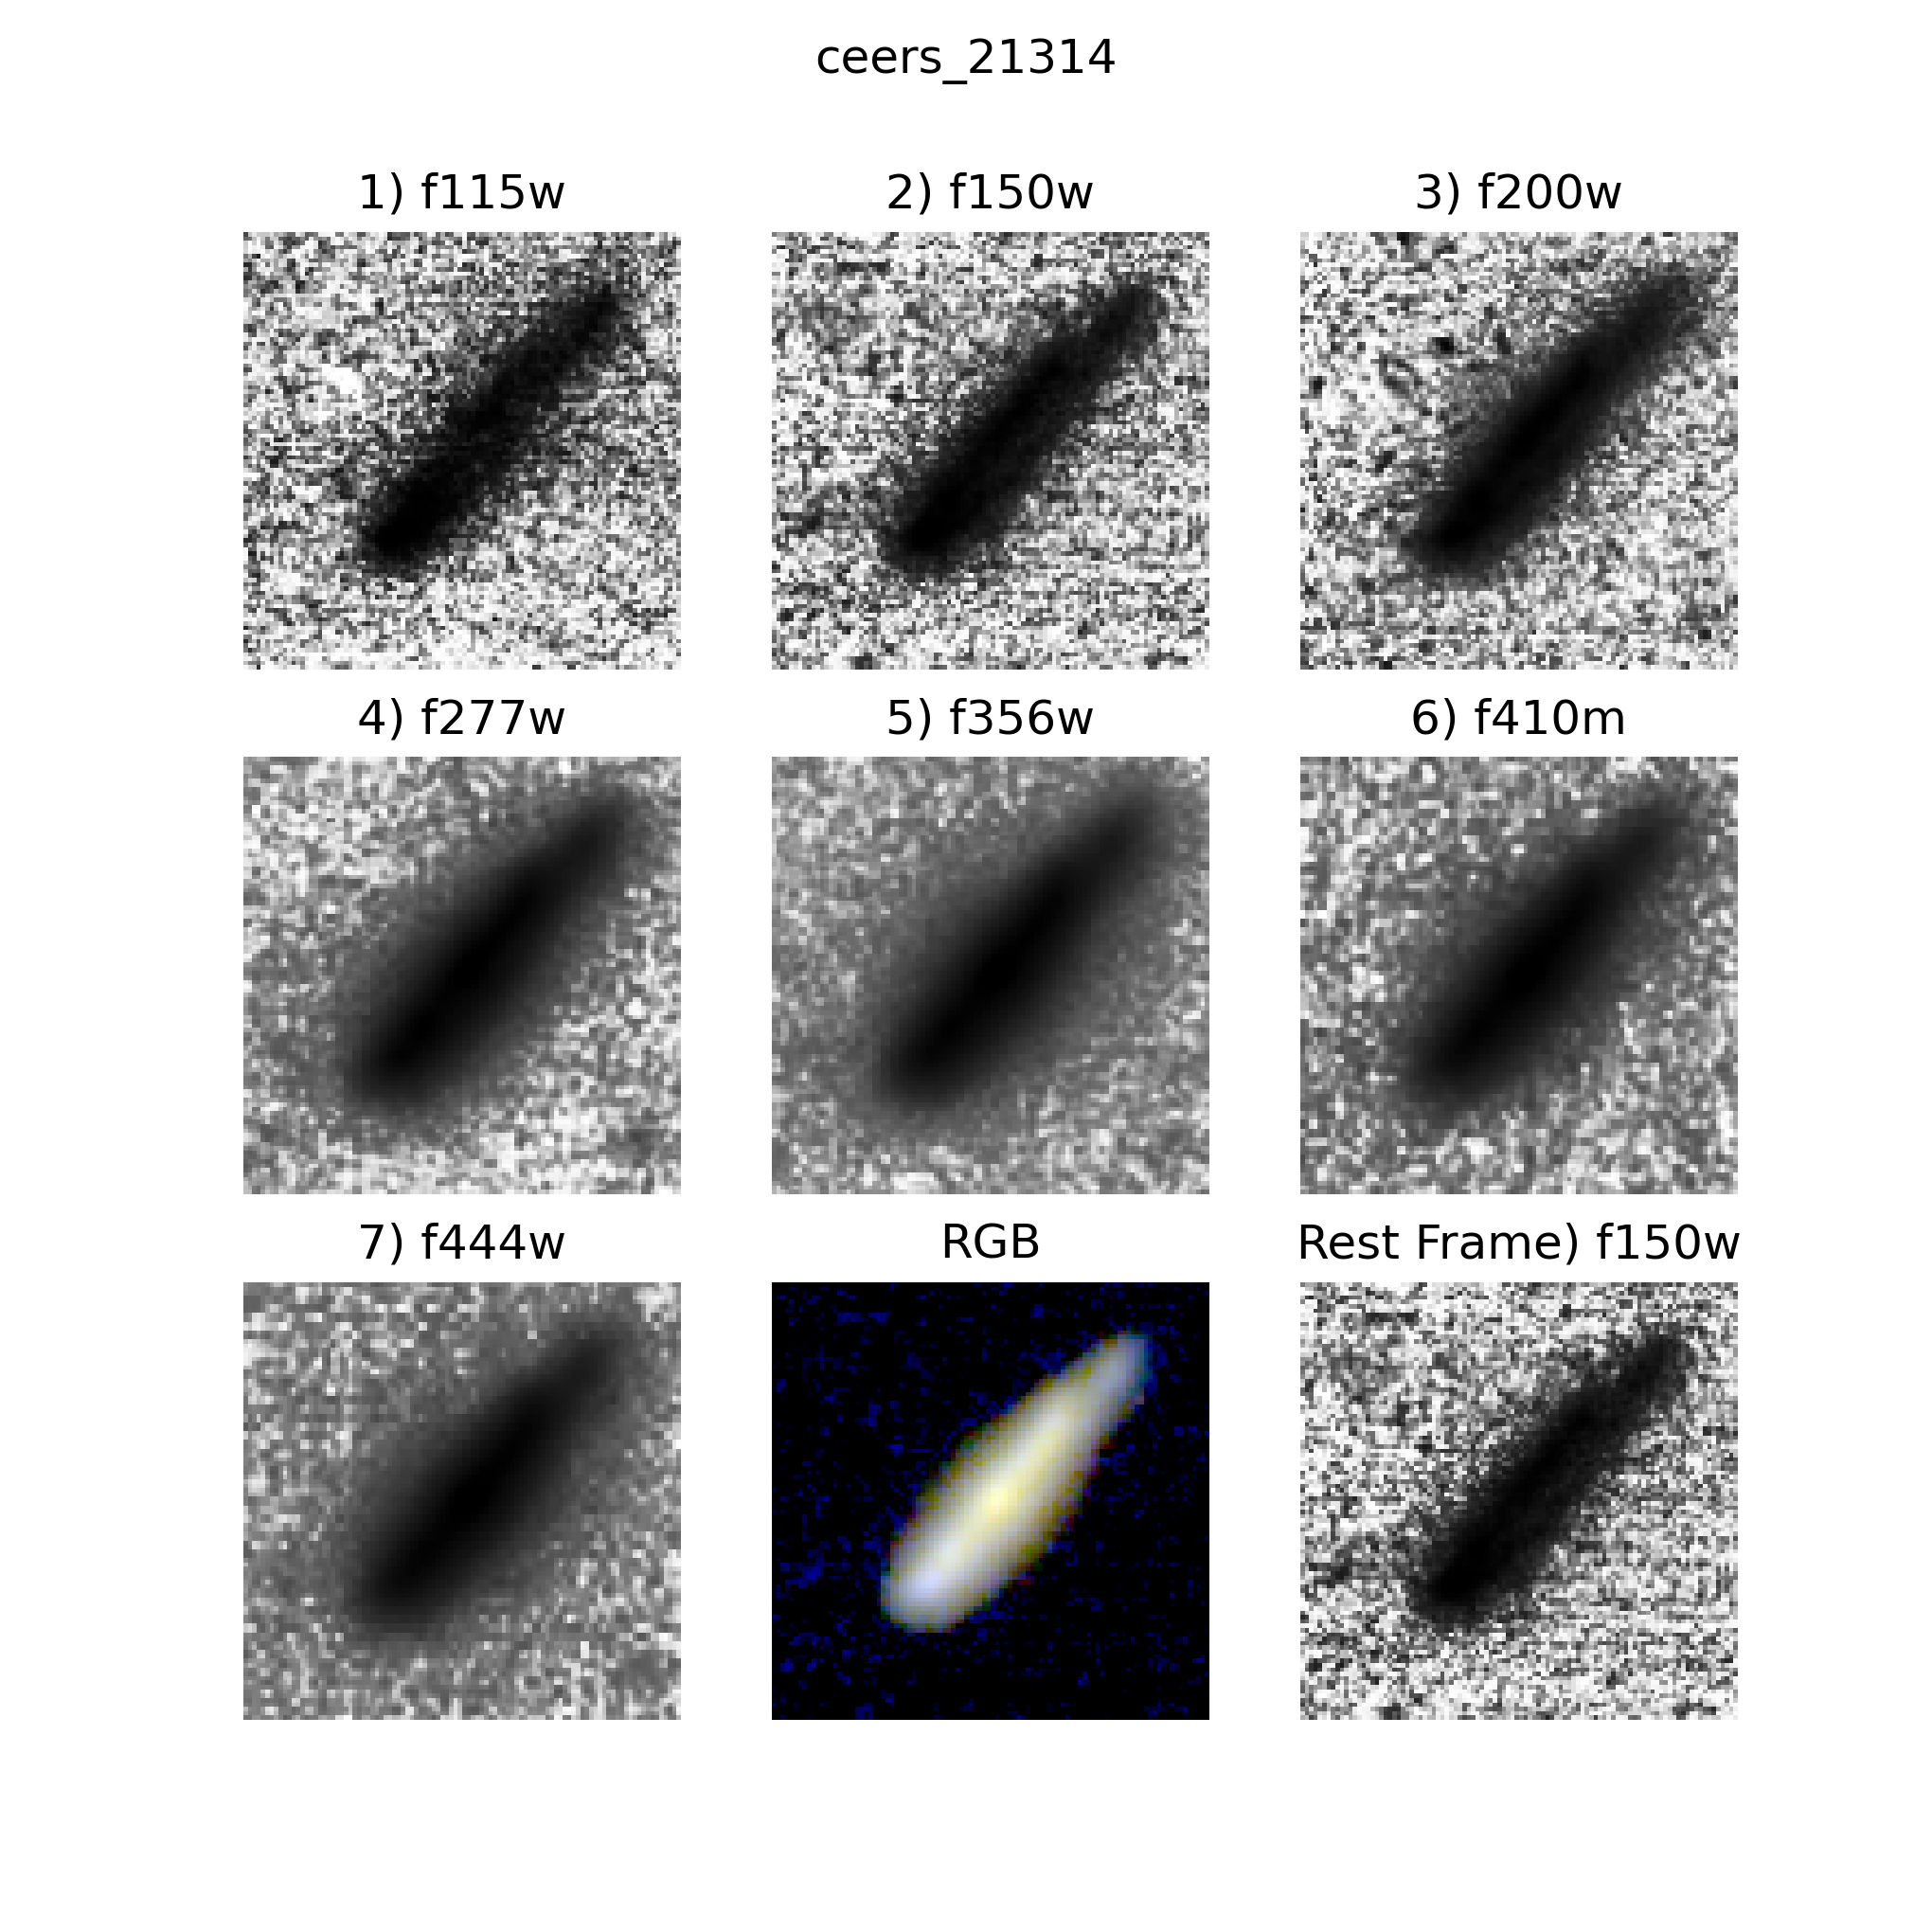 ceers_21314
1) f115w
2) f150w
3) f200w
4) f277w
5) f356w
6) f410m
7) f444w
RGB
Rest Frame) f150w